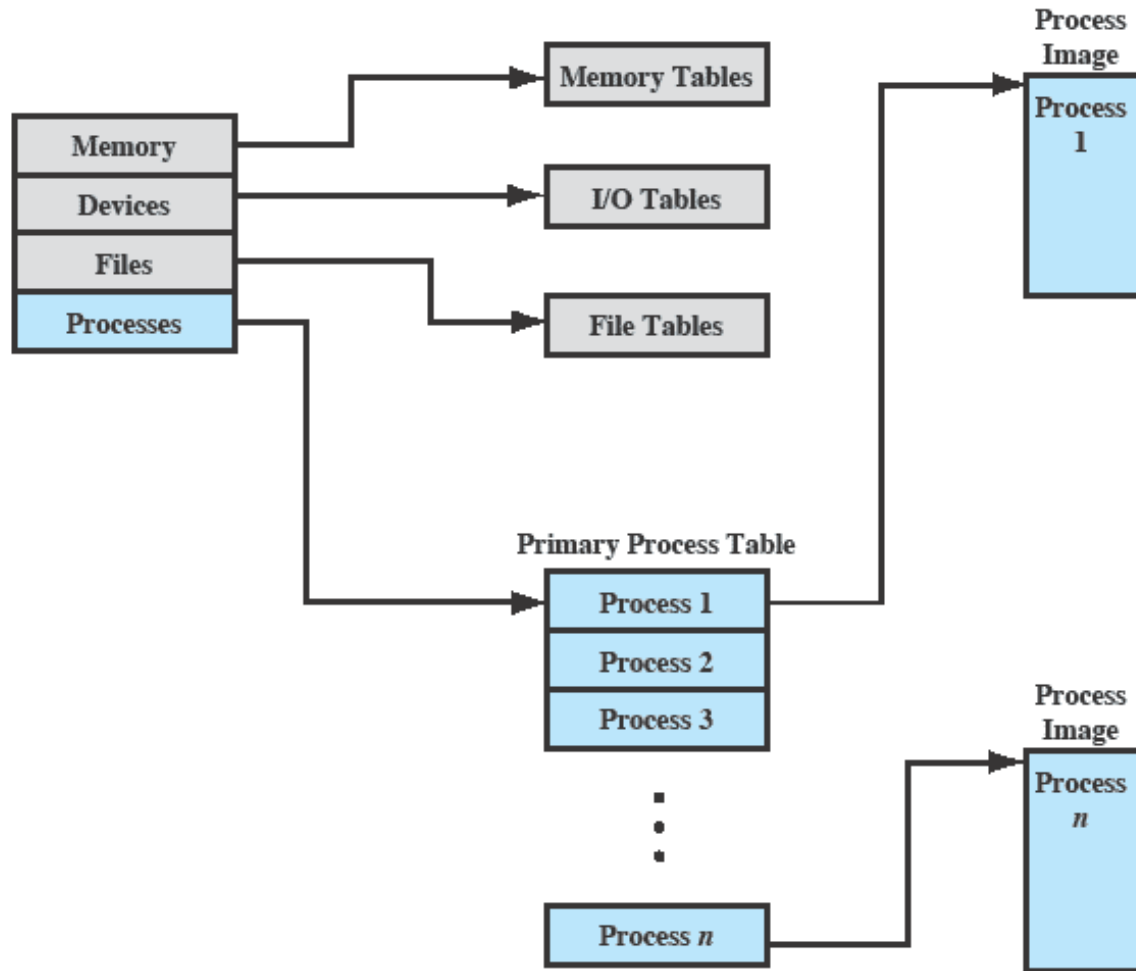 Memory
Devices
Files
Processes
Memory Tables
I/O Tables
File Tables
Primary Process Table
Process 1
Process 2
Process 3
Process n
Process
Image
Process
1
Process
Image
Process
n